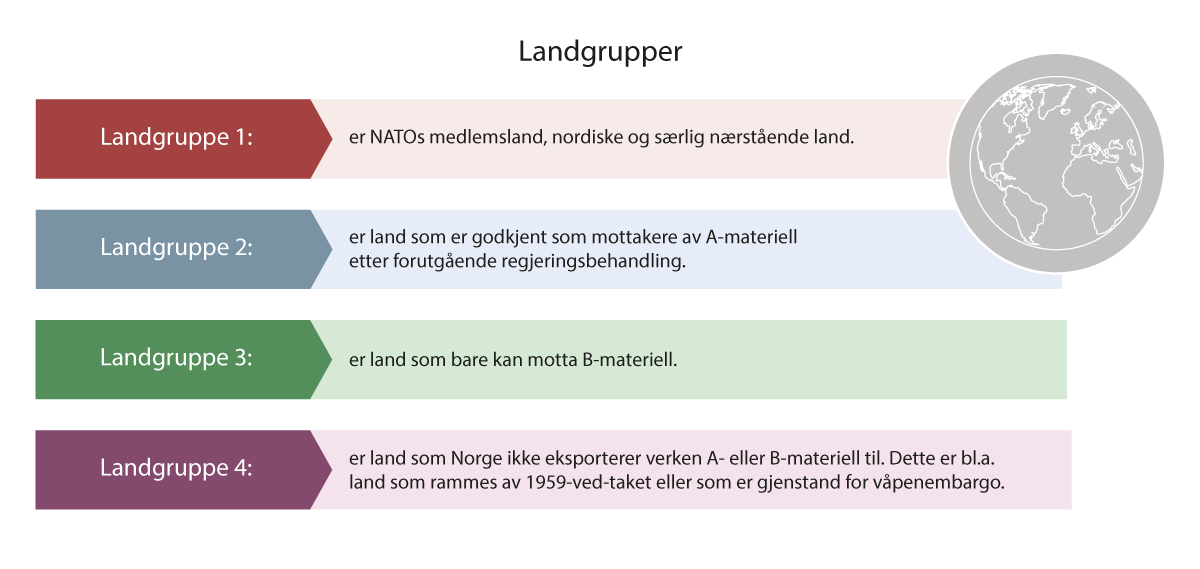 Landgrupper
Landgruppe 1:
er NATOs medlemsland, nordiske og særlig nærstående land.
Landgruppe 2:
er land som er godkjent som mottakere av A-materiell
etter forutgående regjeringsbehandling.
Landgruppe 3:
er land som bare kan motta B-materiell.
Landgruppe 4:
er land som Norge ikke eksporterer verken A- eller B-materiell til. Dette er bl.a.
land som rammes av 1959-ved-taket eller som er gjenstand for våpenembargo.